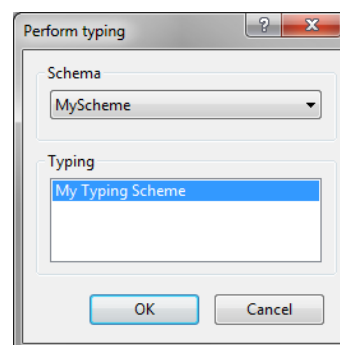 Perform typing
?
Schema
MyScheme
Typing
My Typing Scheme
OK
Cancel